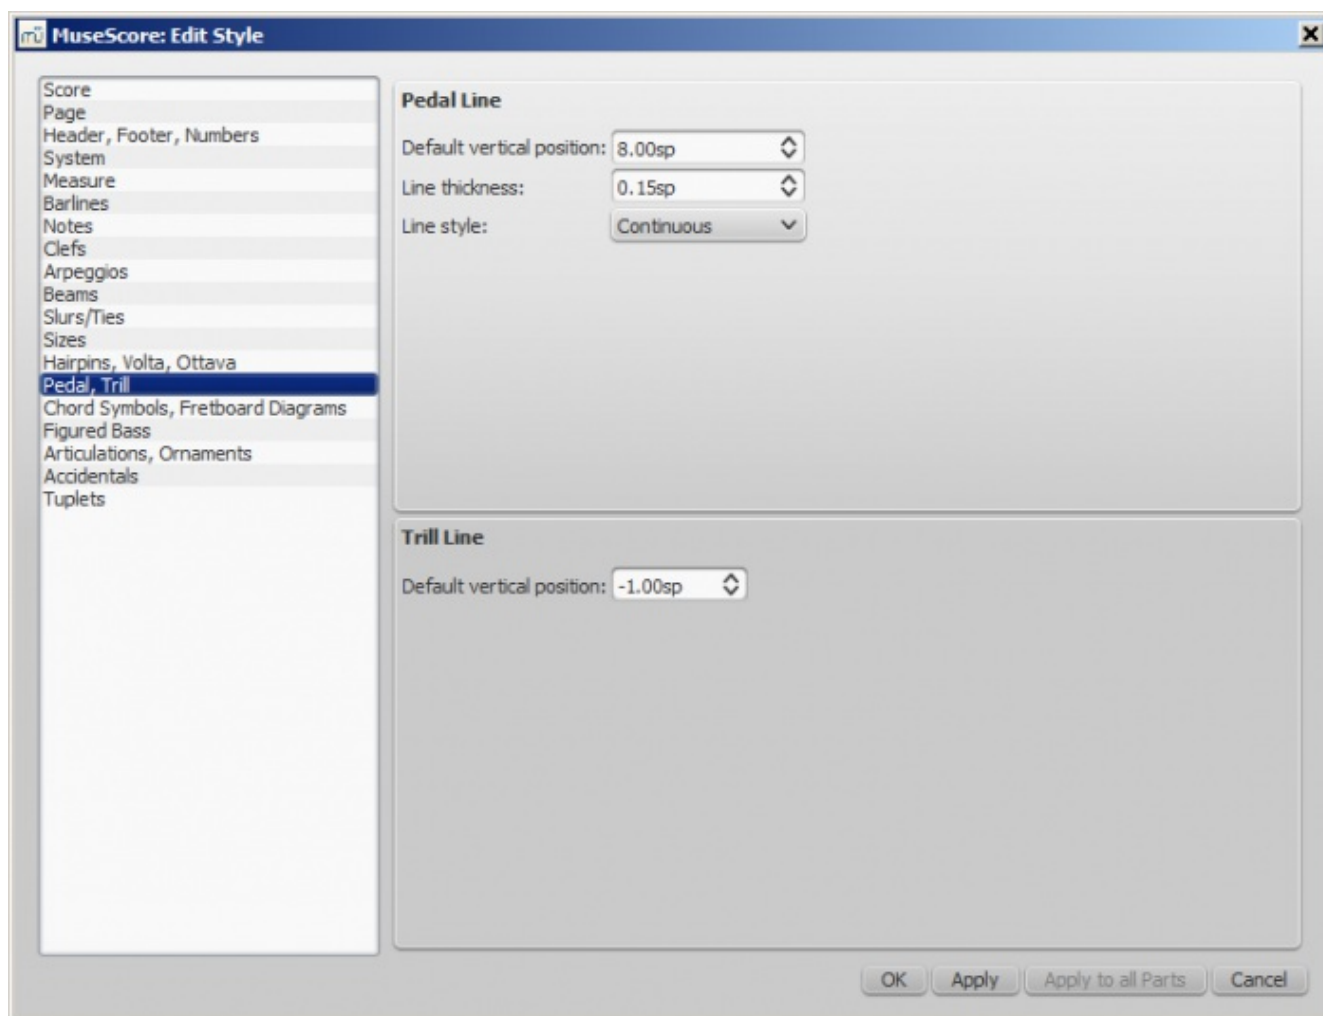 mü MuseScore: Edit Style
Score
Page
Header, Footer, Numbers
System
Measure
Barlines
Notes
Clefs
Arpeggios
Beams
Slurs/Ties
Sizes
Hairpins, Volta, Ottava
Pedal, Trill
Chord Symbols, Fretboard Diagrams
Figured Bass
Articulations, Ornaments
Accidentals
Tuplets
Pedal Line
Default vertical position: 8.00sp
Line thickness: 0.15sp
Line style: Continuous
Trill Line
Default vertical position: -1.00sp
OK Apply Apply to all Parts Cancel